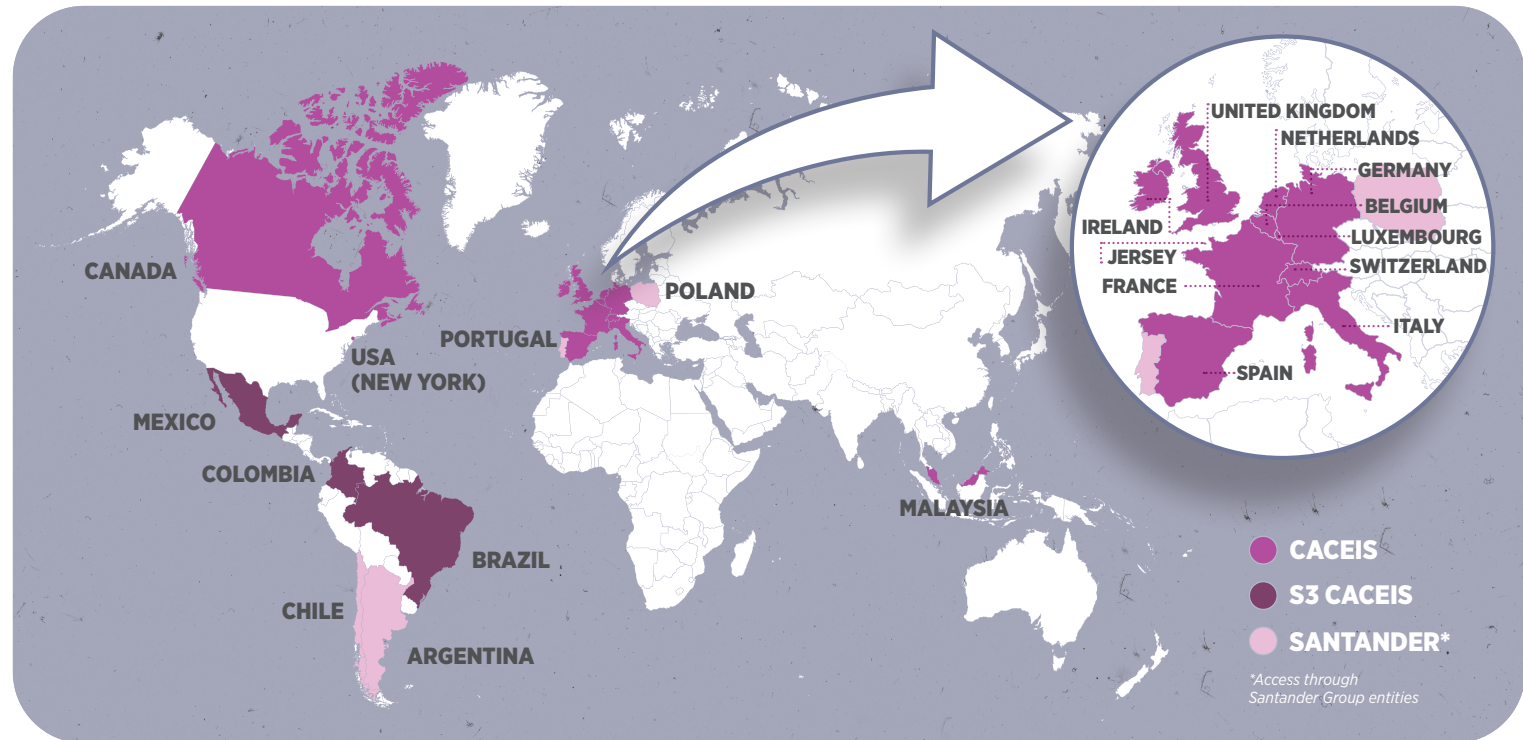 CANADA
USA
(NEW YORK)
MEXICO
COLOMBIA
BRAZIL
CHILE
ARGENTINA
PORTUGAL
POLAND
MALAYSIA
UNITED KINGDOM
NETHERLANDS
GERMANY
BELGIUM
IRELAND
LUXEMBOURG
JERSEY
SWITZERLAND
FRANCE
ITALY
SPAIN
CACEIS
S3 CACEIS
SANTANDER*
*Access through
Santander Group entities